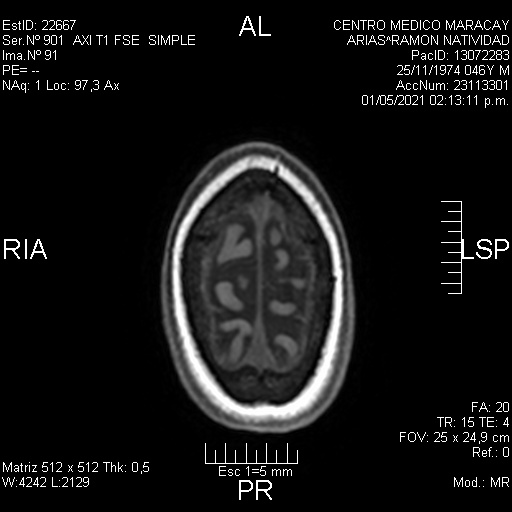 EstID: 22667
Ser.Nº 901 AXI T1 FSE SIMPLE
Ima.Nº 91
PE= --
NAq: 1 Loc: 97,3 Ax
AL
CENTRO MEDICO MARACAY
ARIAS^RAMON NATIVIDAD
PacID: 13072283
25/11/1974 046Y M
AccNum: 23113301
01/05/2021 02:13:11 p.m.
RIA
LSP
FA: 20
TR: 15 TE: 4
FOV: 25 x 24,9 cm
Ref.: 0
Matriz 512 x 512 Thk: 0,5
W:4242 L:2129
Esc 1=5 mm
PR
Mod.: MR